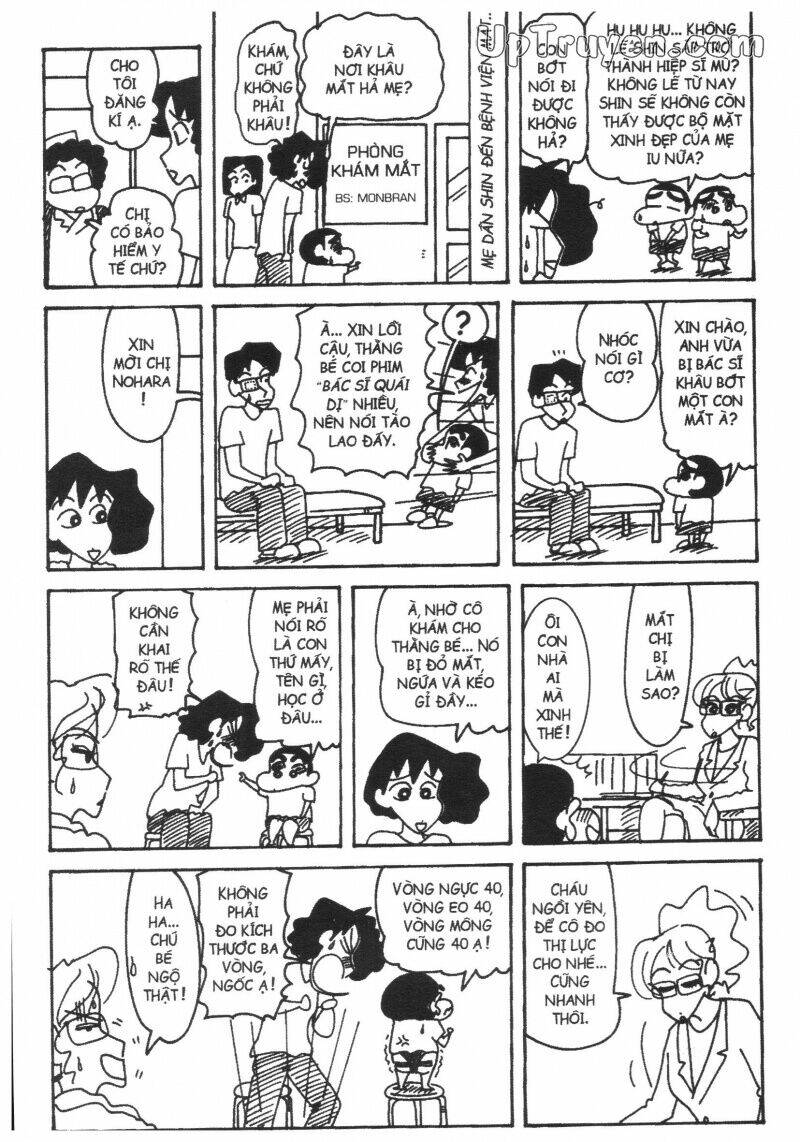 UpTruyen.com
HU HU HU... KHÔNG
LẼ SHIN SẮP TRỞ
THÀNH HIỆP SĨ MÙ?
KHÔNG LẼ TỪ NAY
SHIN SẼ KHÔNG CÒN
THẤY ĐƯỢC BỘ MẶT
XINH ĐẸP CỦA MẸ
IU NỮA?
CON
BỚT
NÓI ĐI
ĐƯỢC
KHÔNG
HẢ?
MẸ DẪN SHIN ĐẾN BỆNH VIỆN MẮT...
ĐÂY LÀ
NƠI KHÂU
MẮT HẢ MẸ?
KHÁM,
CHỨ
KHÔNG
PHẢI
KHÂU!
PHÒNG
KHÁM MẮT
BS: MONBRAN
CHO
TÔI
ĐĂNG
KÍ Ạ.
CHỊ
CÓ BẢO
HIỂM Y
TẾ CHỨ?
XIN CHÀO,
ANH VỪA
BỊ BÁC SĨ
KHÂU BỚT
MỘT CON
MẮT À?
NHÓC
NÓI GÌ
CƠ?
?
À... XIN LỖI
CẬU, THẰNG
BÉ COI PHIM
"BÁC SĨ QUÁI
DỊ" NHIỀU,
NÊN NÓI TÀO
LAO ĐẤY.
XIN
MỜI CHỊ
NOHARA
!
MẮT
CHỊ
BỊ
LÀM
SAO?
ÔI
CON
NHÀ
AI
MÀ
XINH
THẾ!
À, NHỜ CÔ
KHÁM CHO
THẰNG BÉ... NÓ
BỊ ĐỎ MẮT,
NGỨA VÀ KÉO
GỈ ĐẦY...
MẸ PHẢI
NÓI RÕ
LÀ CON
THỨ MẤY,
TÊN GÌ,
HỌC Ở
ĐÂU...
KHÔNG
CẦN
KHAI
RÕ THẾ
ĐÂU!
CHÁU
NGỒI YÊN,
ĐỂ CÔ ĐO
THỊ LỰC
CHO NHÉ...
CŨNG
NHANH
THÔI.
VÒNG NGỰC 40,
VÒNG EO 40,
VÒNG MÔNG
CŨNG 40 Ạ!
KHÔNG
PHẢI
ĐO KÍCH
THƯỚC BA
VÒNG,
NGỐC Ạ!
HA
HA...
CHÚ
BÉ
NGỘ
THẬT!